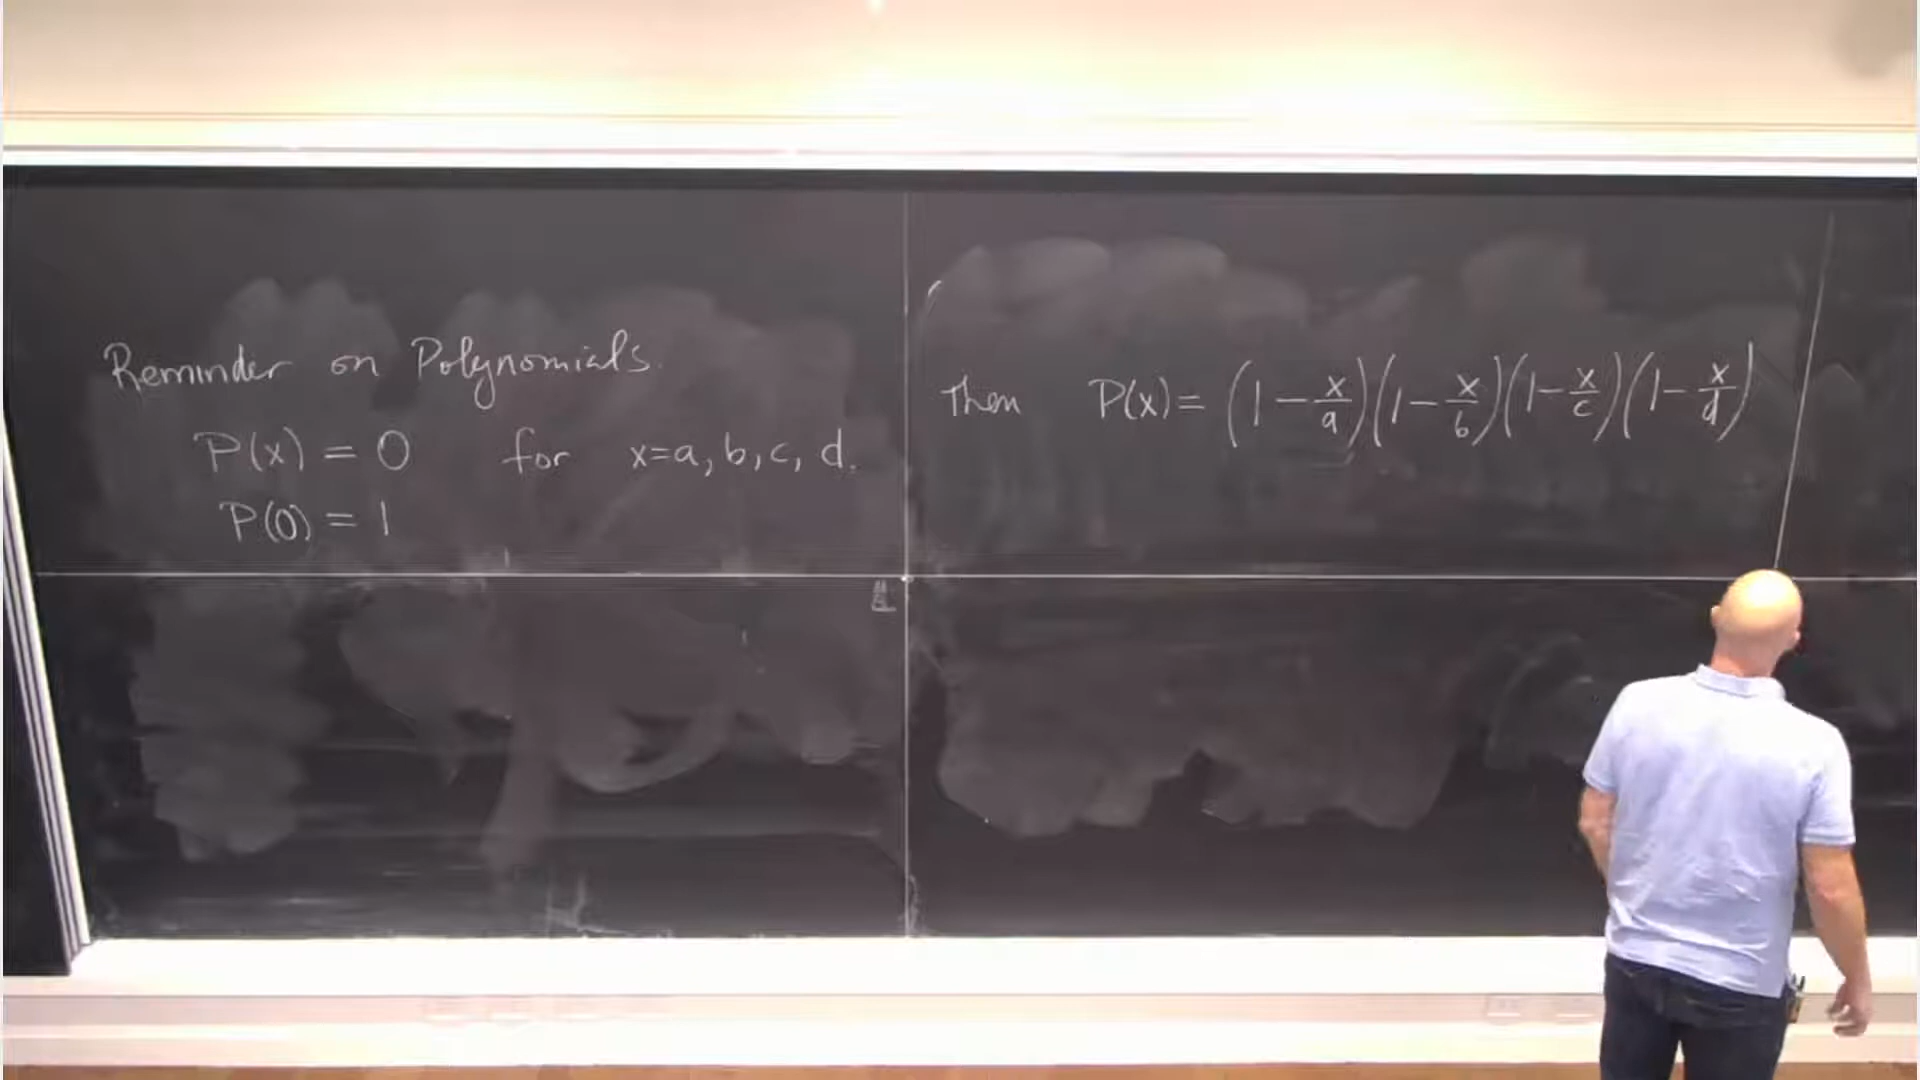 Reminder on Polynomials.
P(x) = 0 for x=a, b, c, d.
P(0) = 1
Then P(x) = (1 - x/a)(1 - x/b)(1 - x/c)(1 - x/d)